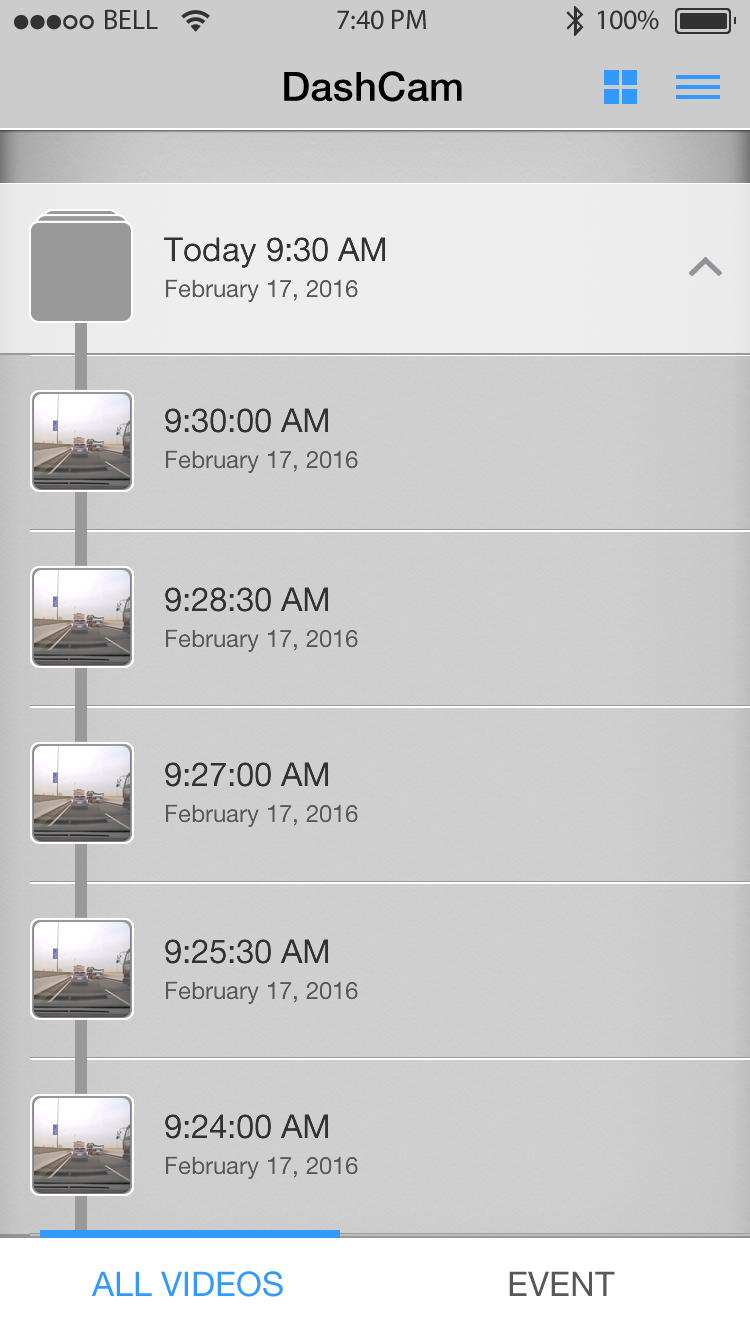 BELL 7:40 PM 100%
DashCam
Today 9:30 AM
February 17, 2016
9:30:00 AM
February 17, 2016
9:28:30 AM
February 17, 2016
9:27:00 AM
February 17, 2016
9:25:30 AM
February 17, 2016
9:24:00 AM
February 17, 2016
ALL VIDEOS EVENT